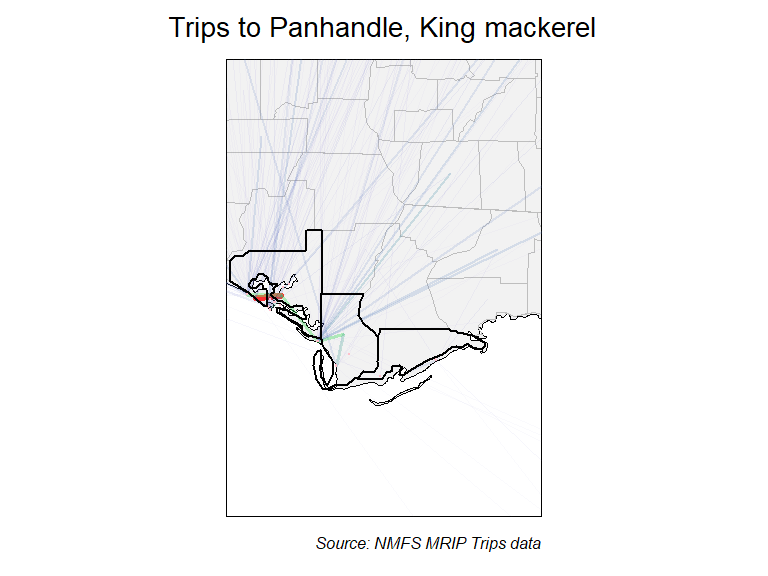 Trips to Panhandle, King mackerel
Source: NMFS MRIP Trips data